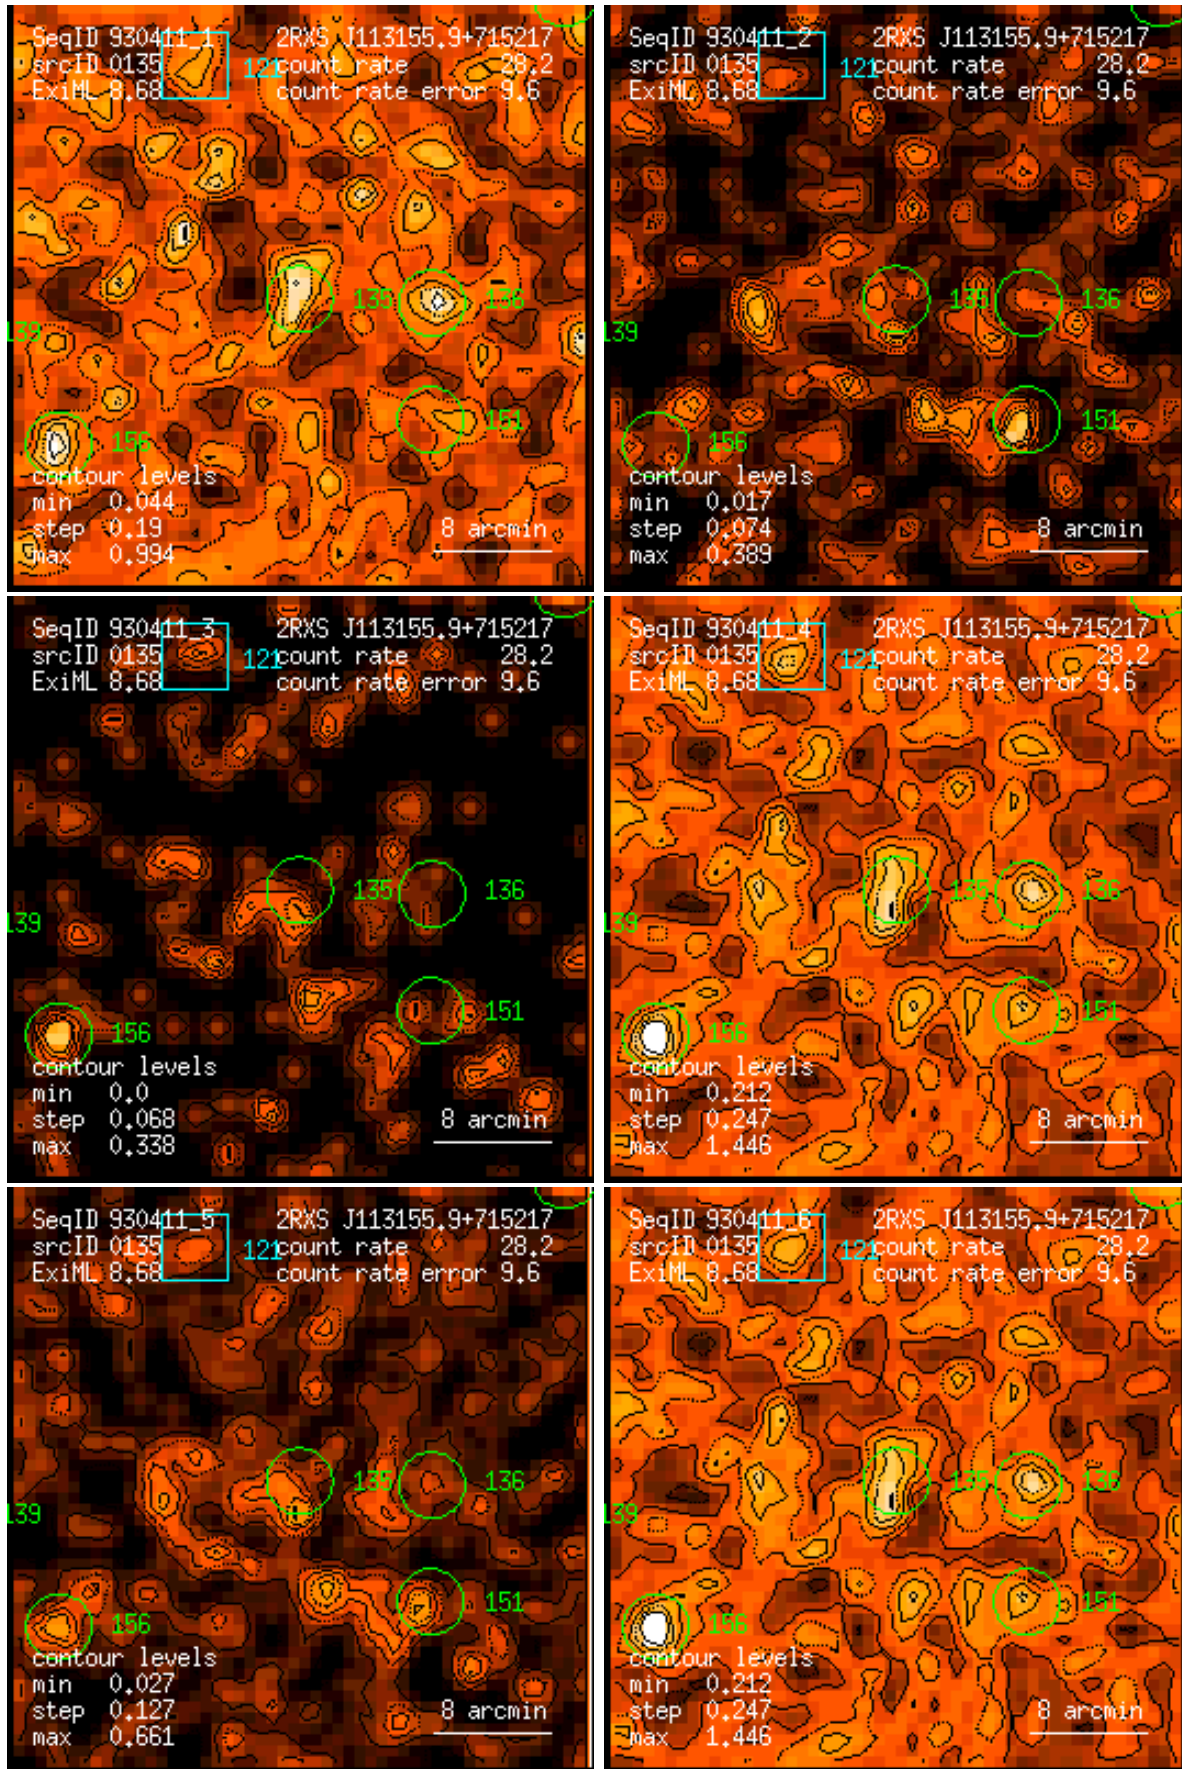 SeqID 930411_1 2RXS J113155.9+715217
srcID 0135 121 count rate 28.2
ExiML 8.68 count rate error 9.6
135 136
139
151
156
contour levels
min 0.044
step 0.19 8 arcmin
max 0.994
SeqID 930411_2 2RXS J113155.9+715217
srcID 0135 121 count rate 28.2
ExiML 8.68 count rate error 9.6
135 136
139
151
156
contour levels
min 0.017
step 0.074 8 arcmin
max 0.389
SeqID 930411_3 2RXS J113155.9+715217
srcID 0135 121 count rate 28.2
ExiML 8.68 count rate error 9.6
135 136
139
151
156
contour levels
min 0.0
step 0.068 8 arcmin
max 0.338
SeqID 930411_4 2RXS J113155.9+715217
srcID 0135 121 count rate 28.2
ExiML 8.68 count rate error 9.6
135 136
139
151
156
contour levels
min 0.212
step 0.247 8 arcmin
max 1.446
SeqID 930411_5 2RXS J113155.9+715217
srcID 0135 121 count rate 28.2
ExiML 8.68 count rate error 9.6
135 136
139
151
156
contour levels
min 0.027
step 0.127 8 arcmin
max 0.661
SeqID 930411_6 2RXS J113155.9+715217
srcID 0135 121 count rate 28.2
ExiML 8.68 count rate error 9.6
135 136
139
151
156
contour levels
min 0.212
step 0.247 8 arcmin
max 1.446